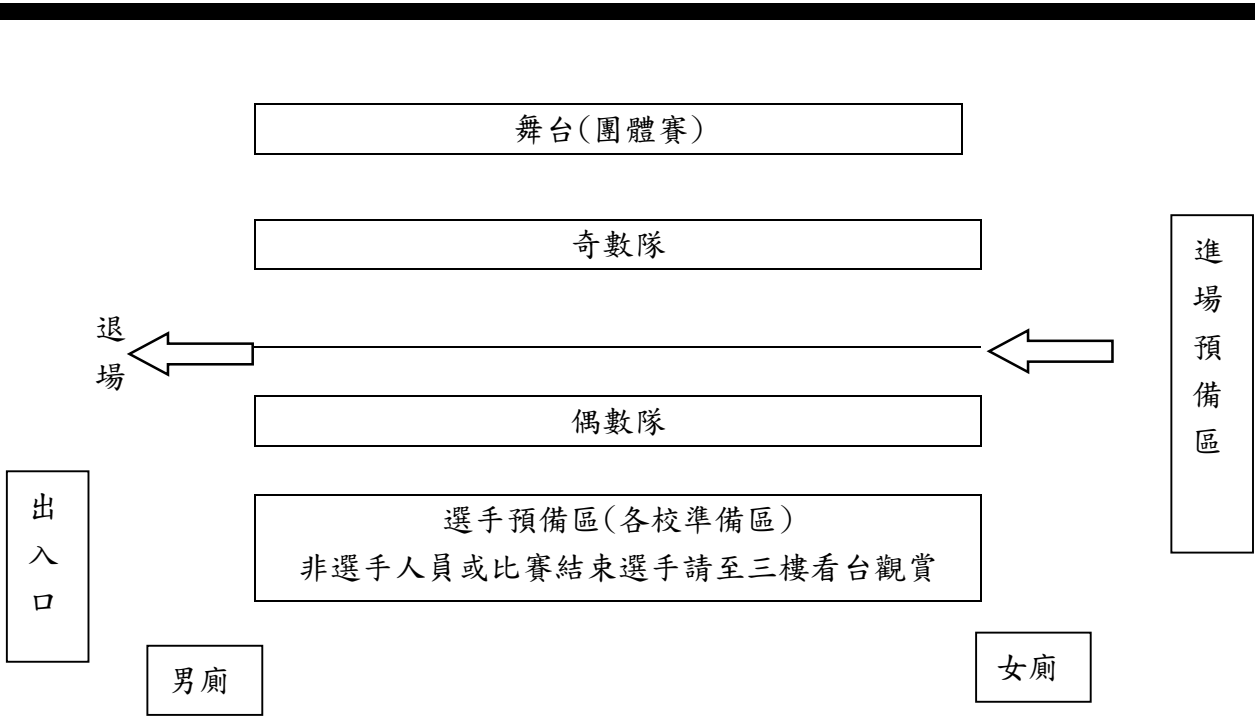 舞台(團體賽)
奇數隊
進場預備區
退場
偶數隊
出入口
選手預備區(各校準備區)
非選手人員或比賽結束選手請至三樓看台觀賞
男廁
女廁